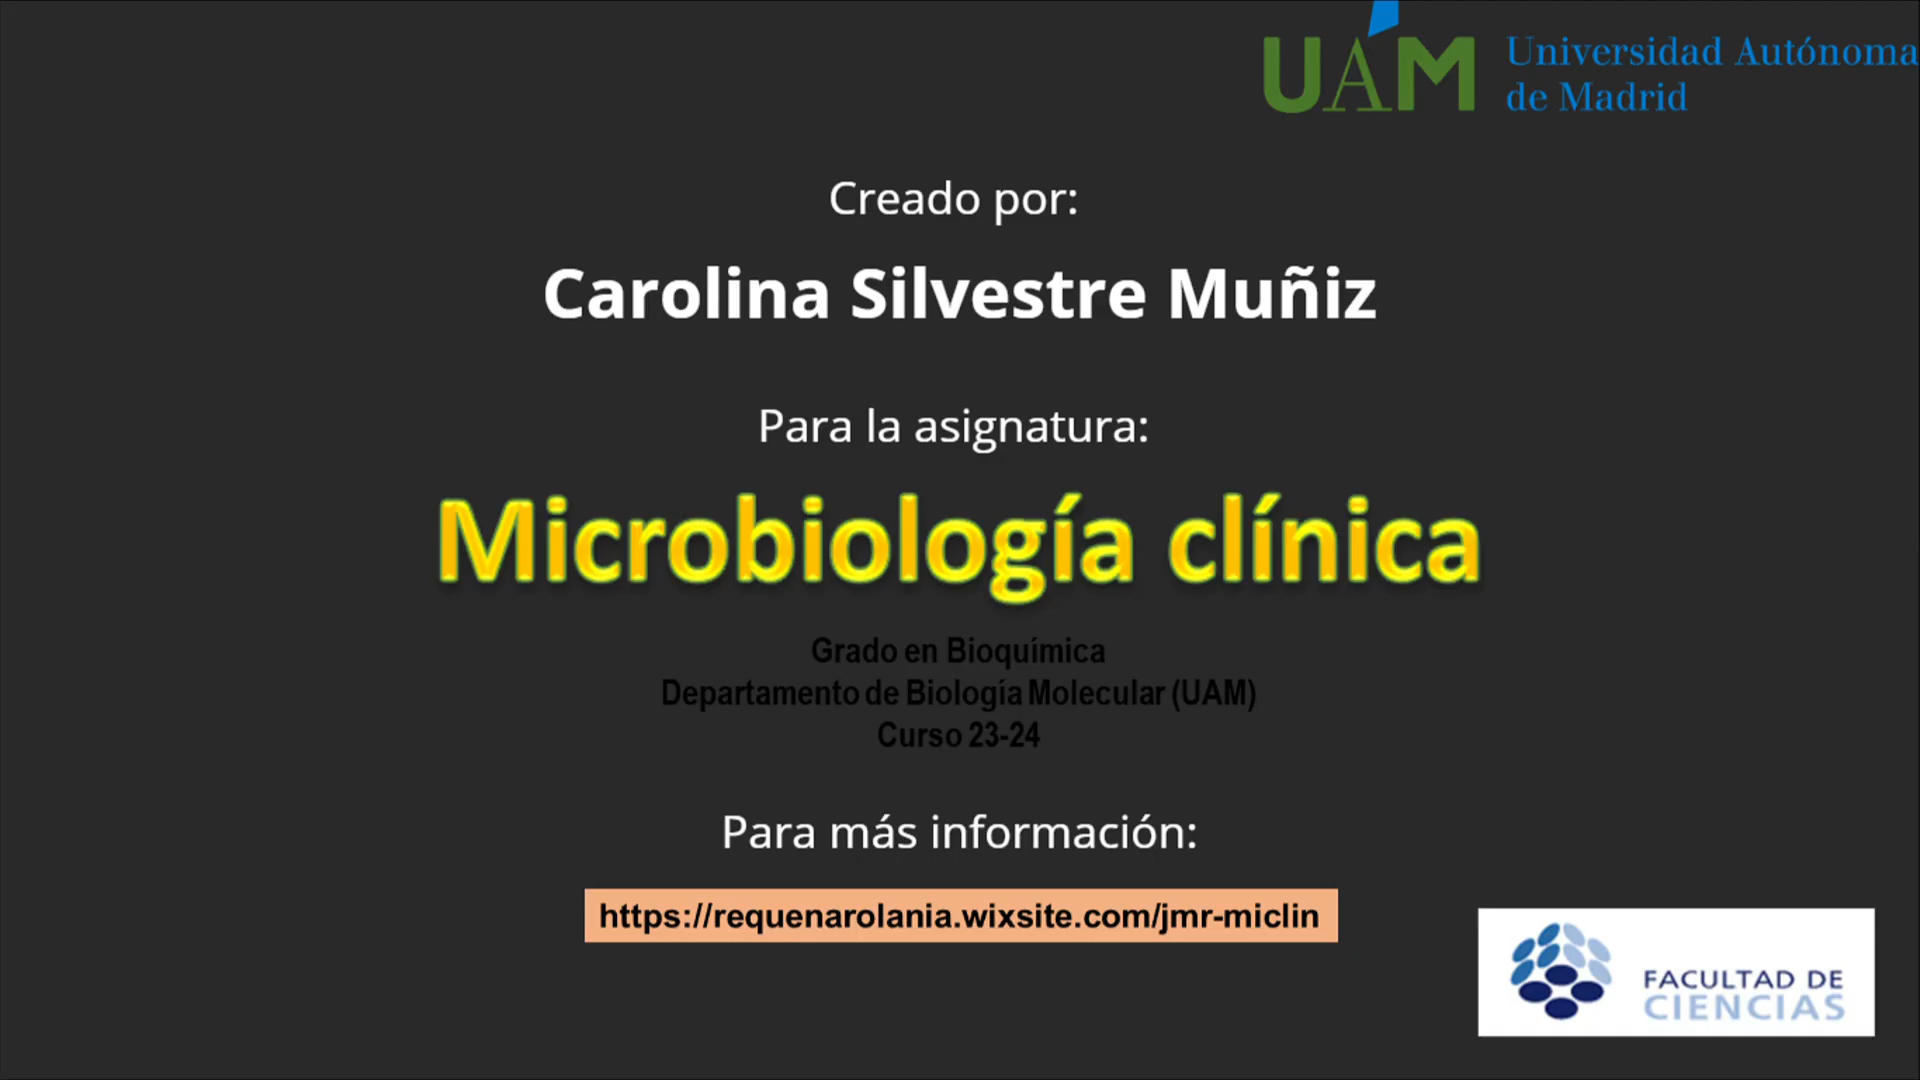 UAM Universidad Autónoma
de Madrid
Creado por:
Carolina Silvestre Muñiz
Para la asignatura:
Microbiología clínica
Grado en Bioquímica
Departamento de Biología Molecular (UAM)
Curso 23-24
Para más información:
https://requenarolania.wixsite.com/jmr-miclin
FACULTAD DE
CIENCIAS